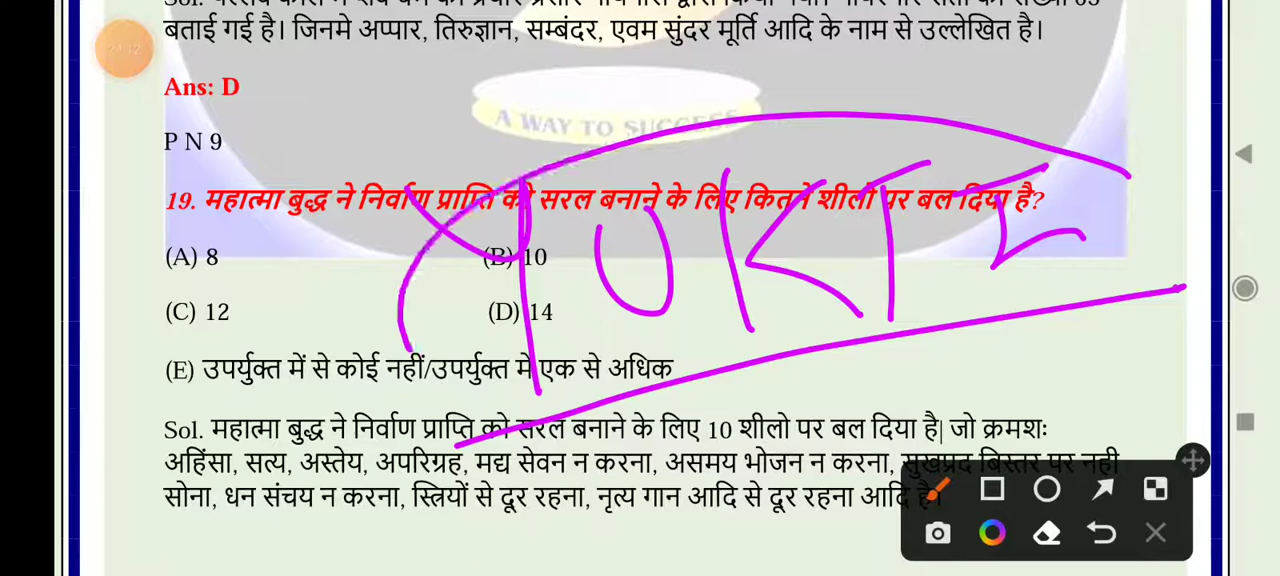 बताई गई है। जिनमे अप्पार, तिरुज्ञान, सम्बंदर, एवम सुंदर मूर्ति आदि के नाम से उल्लेखित है।
24:12
Ans: D
A WAY TO SUCCESS
P N 9
19. महात्मा बुद्ध ने निर्वाण प्राप्ति को सरल बनाने के लिए कितने शीलो पर बल दिया है?
(A) 8 (B) 10
(C) 12 (D) 14
(E) उपर्युक्त में से कोई नहीं/उपर्युक्त मे एक से अधिक
Sol. महात्मा बुद्ध ने निर्वाण प्राप्ति को सरल बनाने के लिए 10 शीलो पर बल दिया है| जो क्रमशः
अहिंसा, सत्य, अस्तेय, अपरिग्रह, मद्य सेवन न करना, असमय भोजन न करना, सुखप्रद बिस्तर पर नही
सोना, धन संचय न करना, स्त्रियों से दूर रहना, नृत्य गान आदि से दूर रहना आदि है।